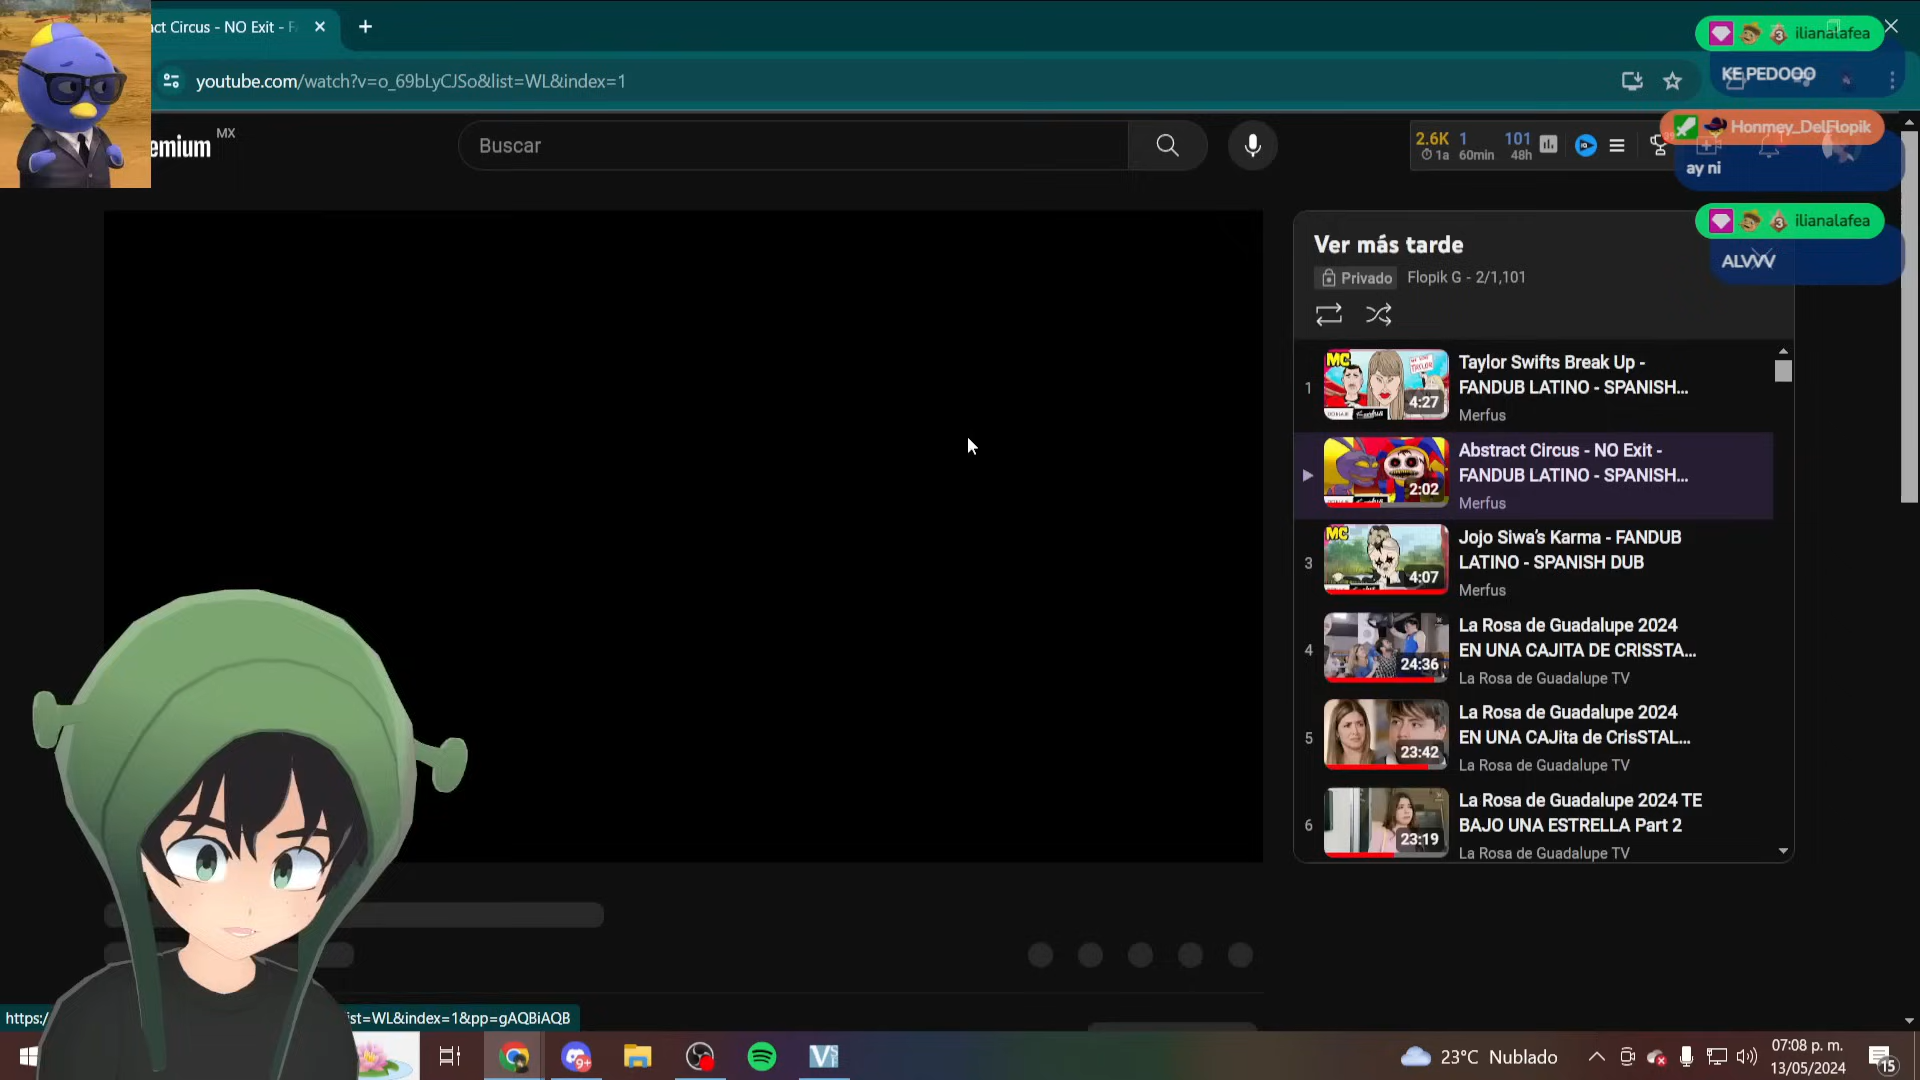 ct Circus - NO Exit - F
youtube.com/watch?v=o_69bLyCJSo&list=WL&index=1
emium MX
Buscar
2.6K 1 101
1a 60min 48h
ilianalafea
KE PEDOOO
Honmey_DelFlopik
ay ni
ilianalafea
ALVVV
Ver más tarde
Privado Flopik G - 2/1,101
1
MC
4:27
Taylor Swifts Break Up -
FANDUB LATINO - SPANISH...
Merfus
2:02
Abstract Circus - NO Exit -
FANDUB LATINO - SPANISH...
Merfus
3
MC
4:07
Jojo Siwa's Karma - FANDUB
LATINO - SPANISH DUB
Merfus
4
24:36
La Rosa de Guadalupe 2024
EN UNA CAJITA DE CRISSTA...
La Rosa de Guadalupe TV
5
23:42
La Rosa de Guadalupe 2024
EN UNA CAJita de CrisSTAL...
La Rosa de Guadalupe TV
6
23:19
La Rosa de Guadalupe 2024 TE
BAJO UNA ESTRELLA Part 2
La Rosa de Guadalupe TV
https:/
ist=WL&index=1&pp=gAQBiAQB
9+
23°C Nublado
07:08 p. m.
13/05/2024
15